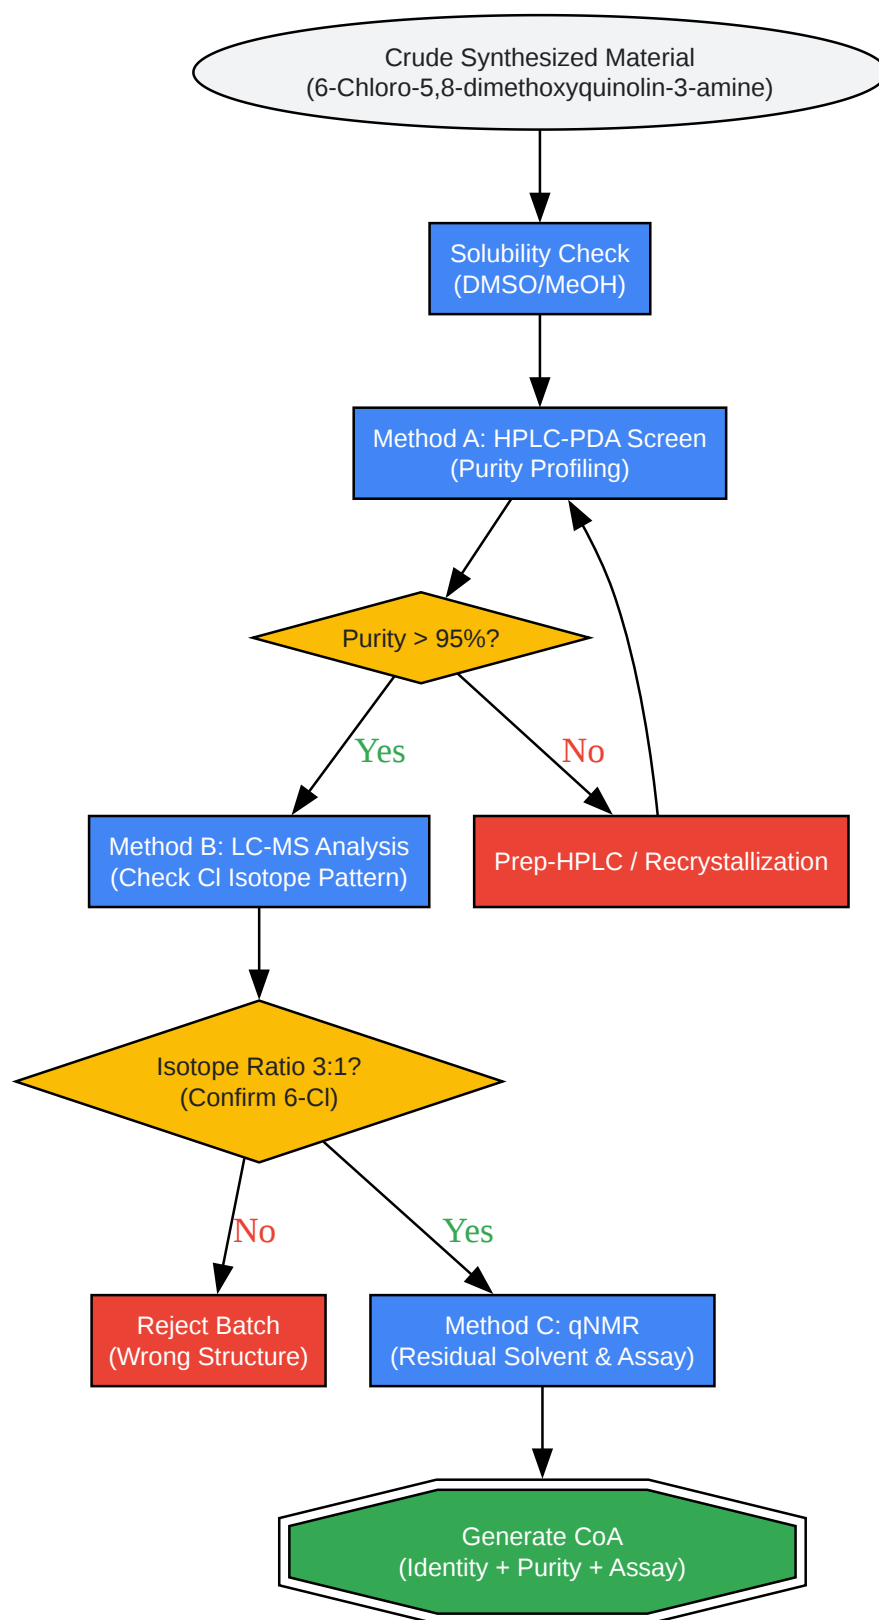 Crude Synthesized Material
(6-Chloro-5,8-dimethoxyquinolin-3-amine)
Solubility Check
(DMSO/MeOH)
Method A: HPLC-PDA Screen
(Purity Profiling)
Purity > 95%?
Yes
No
Method B: LC-MS Analysis
(Check Cl Isotope Pattern)
Prep-HPLC / Recrystallization
Isotope Ratio 3:1?
(Confirm 6-Cl)
No
Yes
Reject Batch
(Wrong Structure)
Method C: qNMR
(Residual Solvent & Assay)
Generate CoA
(Identity + Purity + Assay)